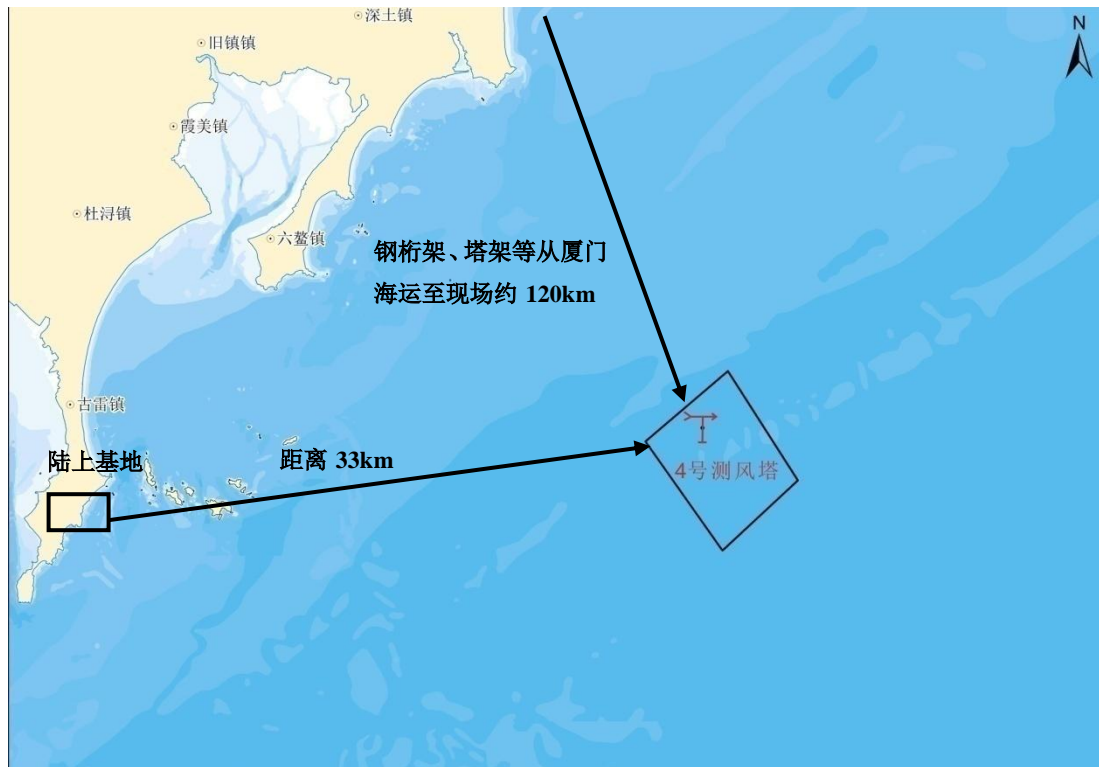 深土镇
N
旧镇镇
霞美镇
杜浔镇
六鳌镇
钢桁架、塔架等从厦门
海运至现场约 120km
古雷镇
陆上基地
距离 33km
4号测风塔